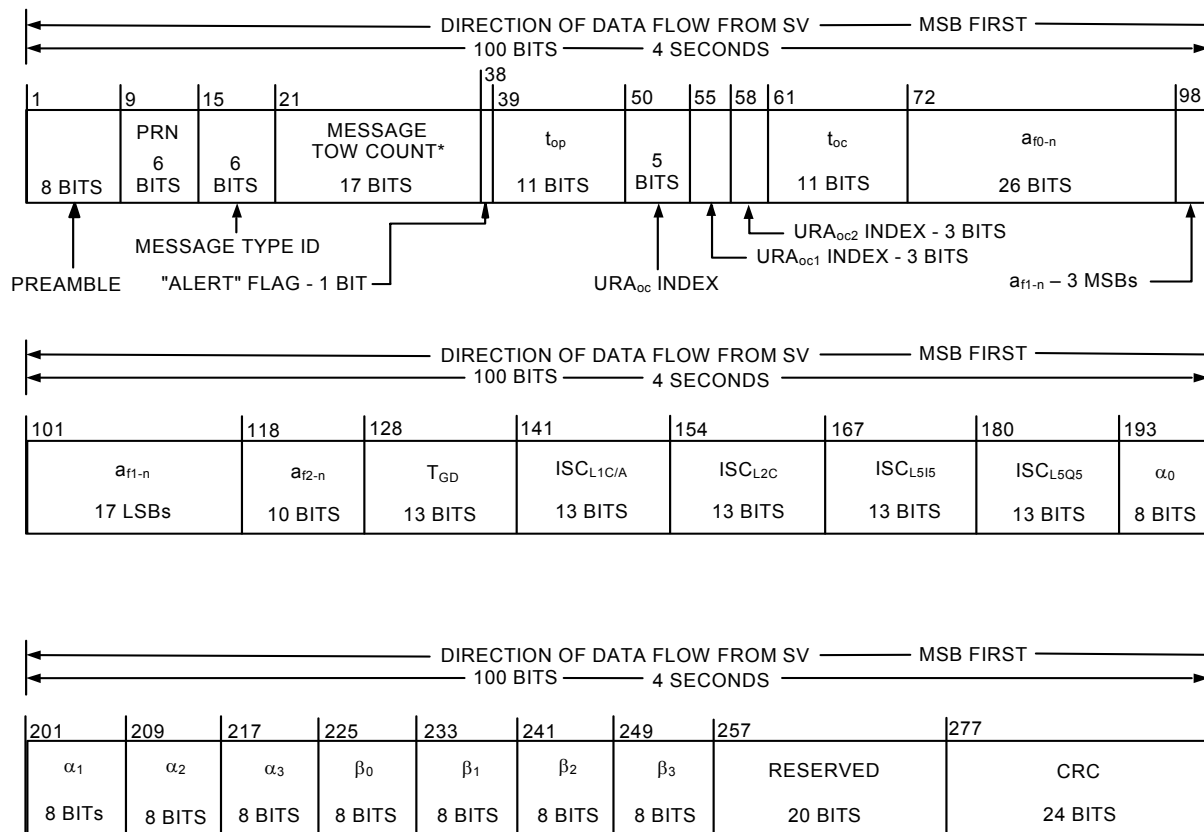 DIRECTION OF DATA FLOW FROM SV MSB FIRST
100 BITS 4 SECONDS
38
1 9 15 21 39 50 55 58 61 72 98
PRN MESSAGE t_op t_oc a_f0-n
TOW COUNT*
6 6 5
8 BITS BITS BITS 17 BITS 11 BITS BITS 11 BITS 26 BITS
URA_oc2 INDEX - 3 BITS
MESSAGE TYPE ID URA_oc1 INDEX - 3 BITS
PREAMBLE "ALERT" FLAG - 1 BIT URA_oc INDEX a_f1-n – 3 MSBs
DIRECTION OF DATA FLOW FROM SV MSB FIRST
100 BITS 4 SECONDS
101 118 128 141 154 167 180 193
a_f1-n a_f2-n T_GD ISC_L1C/A ISC_L2C ISC_L5I5 ISC_L5Q5 α_0
17 LSBs 10 BITS 13 BITS 13 BITS 13 BITS 13 BITS 13 BITS 8 BITS
DIRECTION OF DATA FLOW FROM SV MSB FIRST
100 BITS 4 SECONDS
201 209 217 225 233 241 249 257 277
α_1 α_2 α_3 β_0 β_1 β_2 β_3 RESERVED CRC
8 BITs 8 BITS 8 BITS 8 BITS 8 BITS 8 BITS 8 BITS 20 BITS 24 BITS